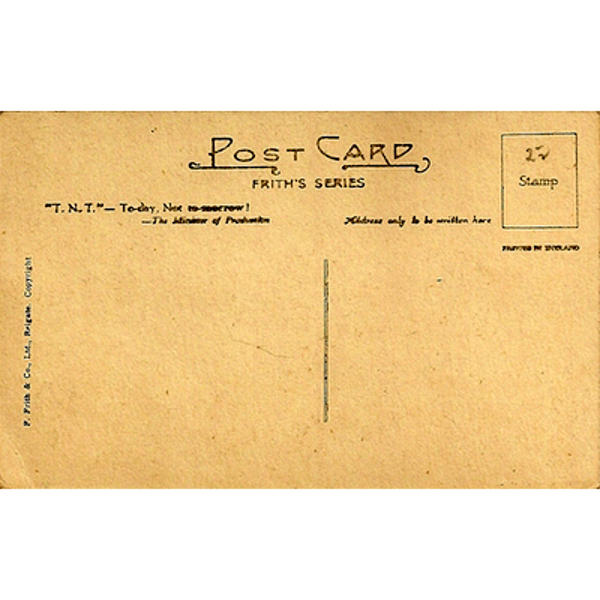 POST CARD
FRITH'S SERIES
22
Stamp
"T. N. T."—To-day, Not to-morrow!
—The Minister of Production
Address only to be written here
PRINTED IN ENGLAND
F. Frith & Co., Ltd., Reigate. Copyright